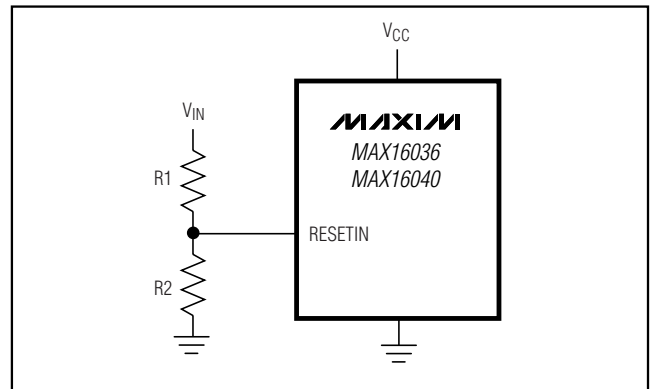 VCC
VIN
MAXIM
MAX16036
MAX16040
R1
RESETIN
R2